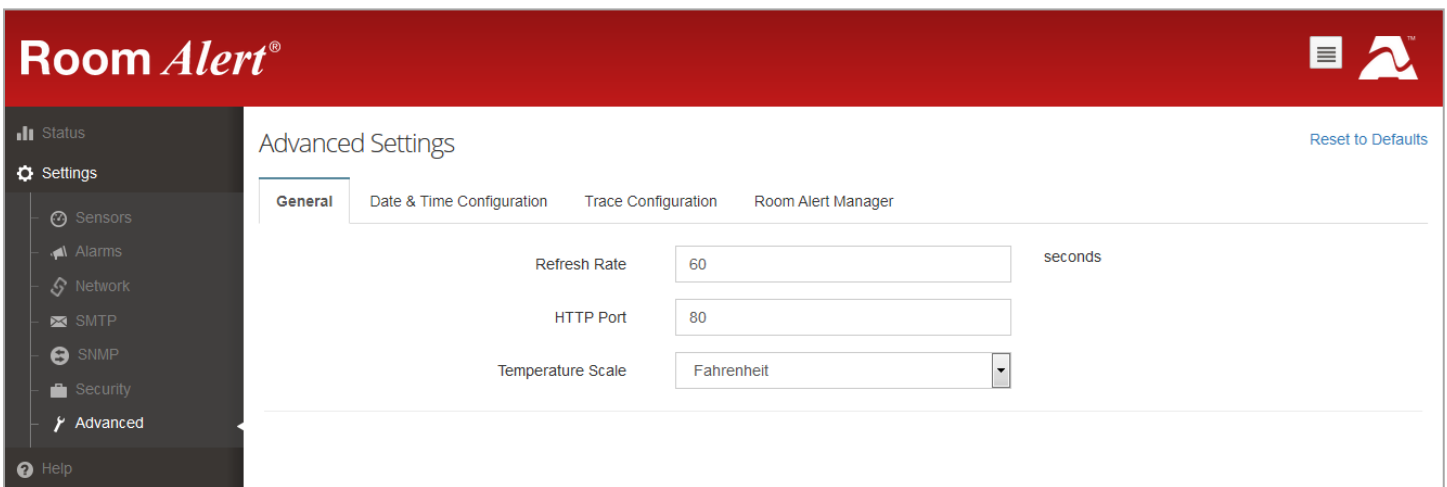 Room Alert®
TM
Status
Settings
Sensors
Alarms
Network
SMTP
SNMP
Security
Advanced
Help
Advanced Settings
Reset to Defaults
General Date & Time Configuration Trace Configuration Room Alert Manager
Refresh Rate 60 seconds
HTTP Port 80
Temperature Scale Fahrenheit